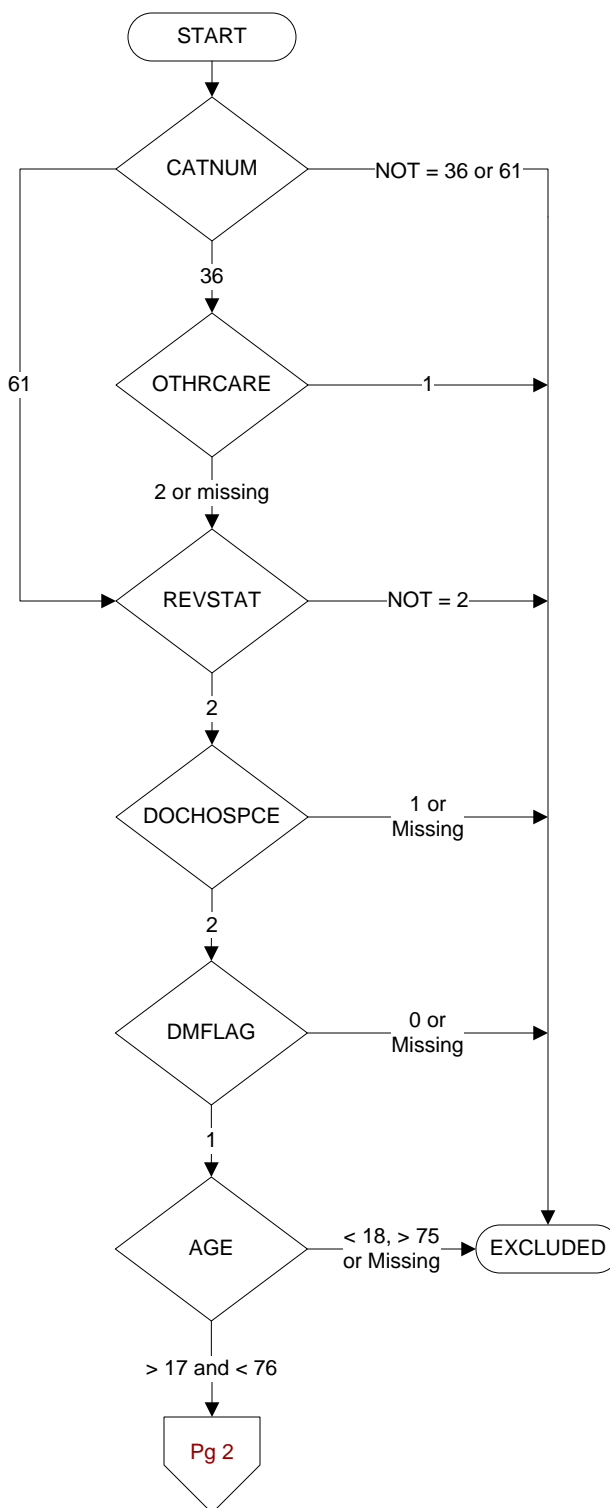 START
CATNUM
NOT = 36 or 61
36
61
OTHRCARE
1
2 or missing
REVSTAT
NOT = 2
2
DOCHOSPCE
1 or
Missing
2
DMFLAG
0 or
Missing
1
AGE
< 18, > 75
or Missing
EXCLUDED
> 17 and < 76
Pg 2